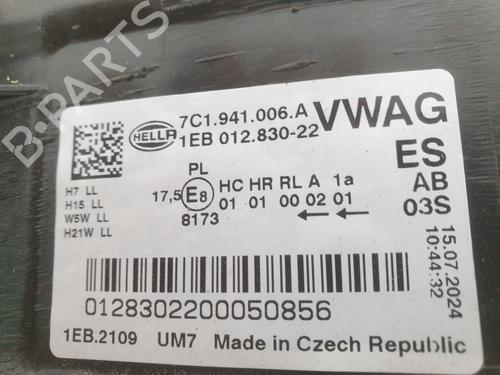 B-PARTS
HELLA
7C1.941.006.A
1EB 012.830-22
VWAG
ES
AB
03S
PL
17,5 E8
8173
HC HR RL A 1a
01 01 00 02 01
H7 LL
H15 LL
W5W LL
H21W LL
15.07.2024
10:44:32
0128302200050856
1EB.2109 UM7 Made in Czech Republic